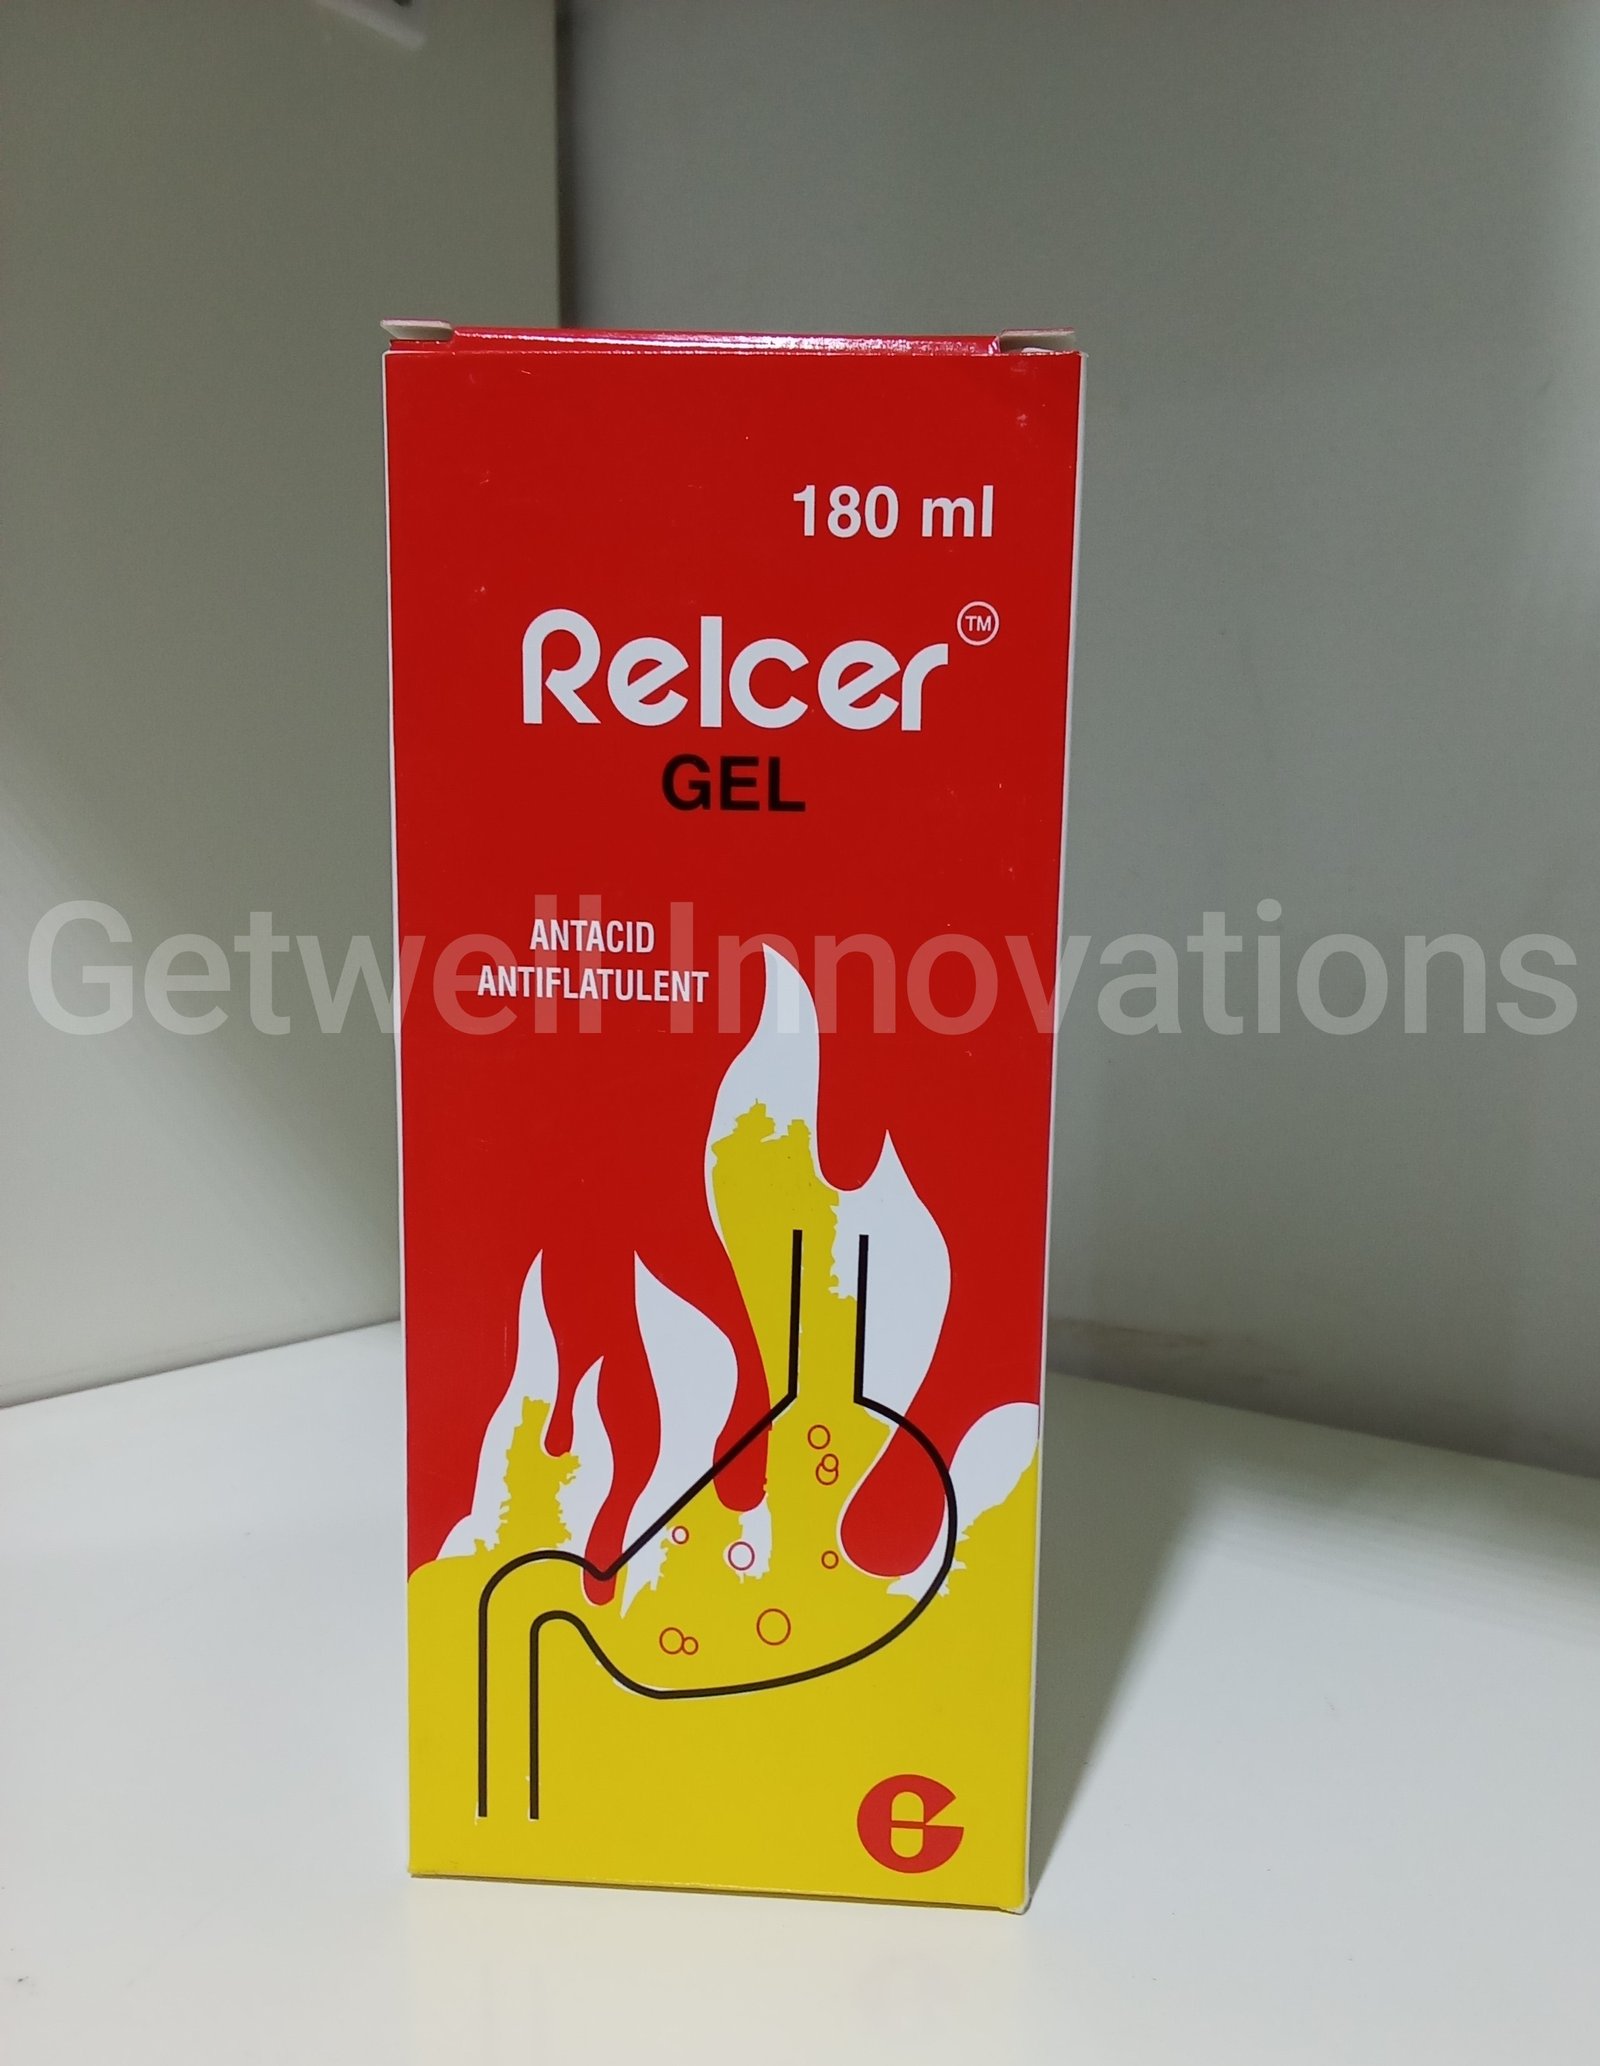 180 ml
Relcer™
GEL
Getwell Innovations
ANTACID
ANTIFLATULENT